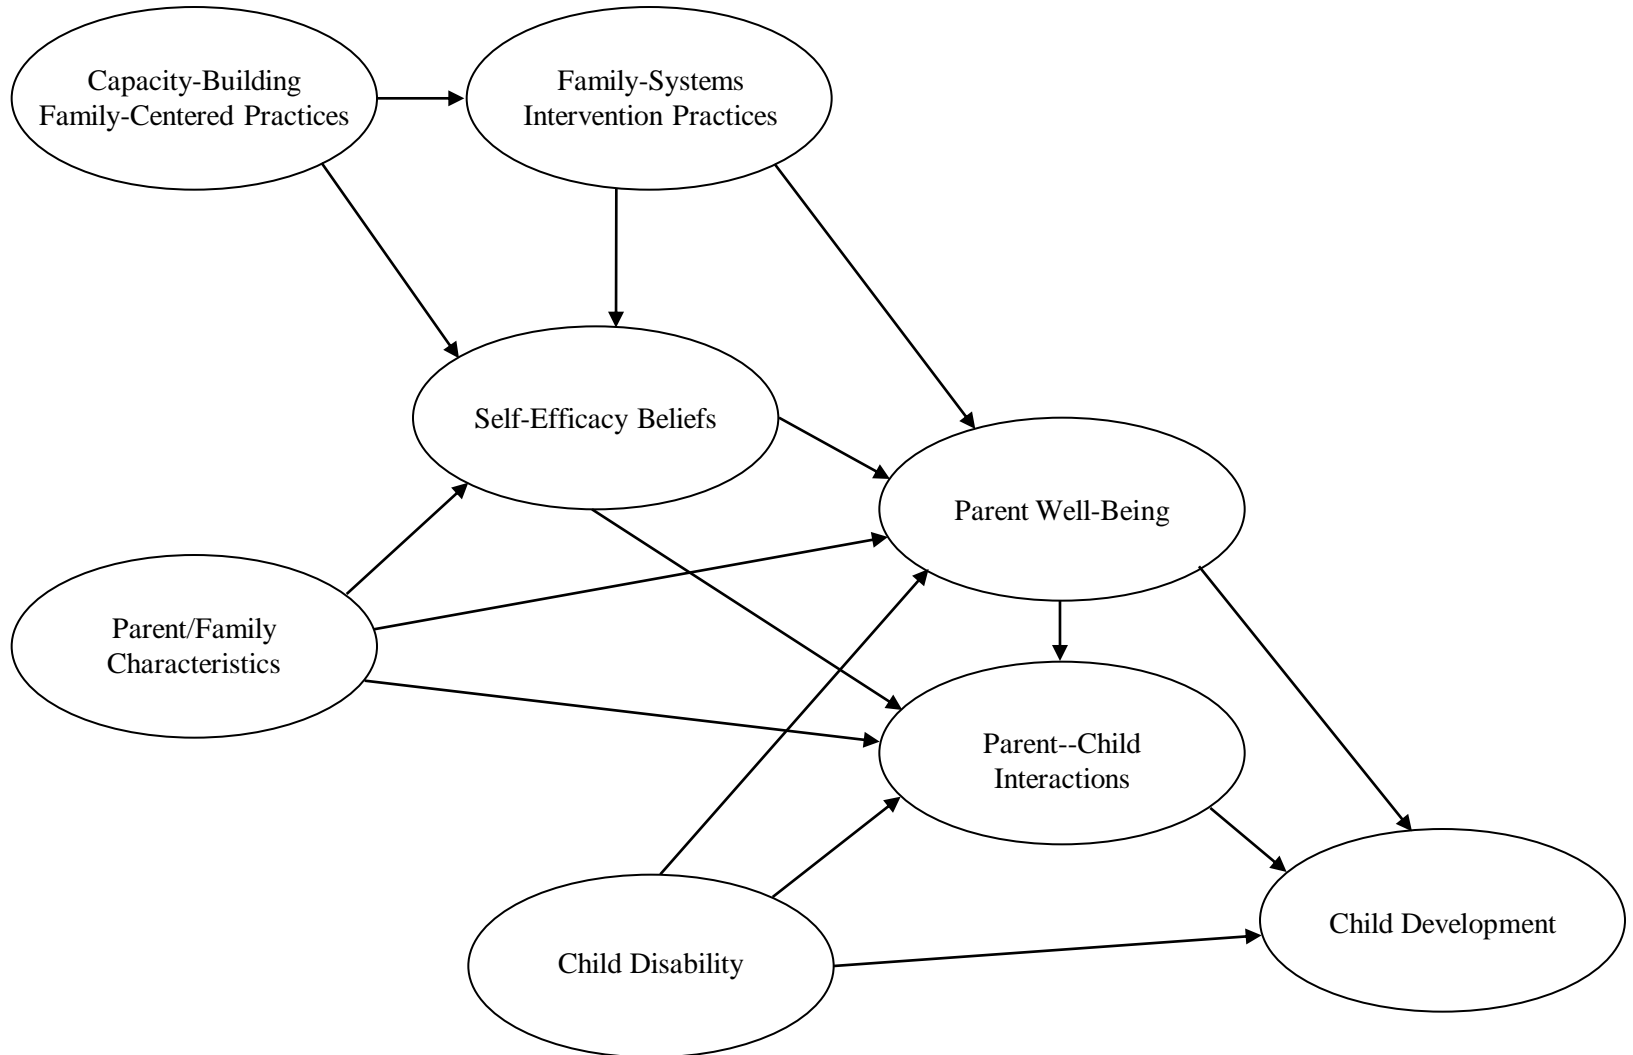 Capacity-Building
Family-Centered Practices
Family-Systems
Intervention Practices
Self-Efficacy Beliefs
Parent Well-Being
Parent/Family
Characteristics
Parent--Child
Interactions
Child Development
Child Disability